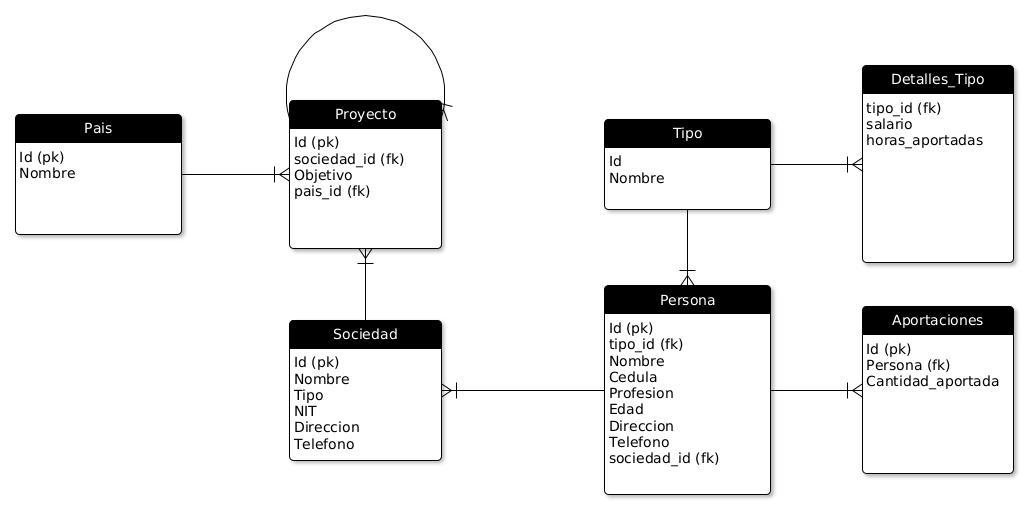 Pais
Id (pk)
Nombre
Proyecto
Id (pk)
sociedad_id (fk)
Objetivo
pais_id (fk)
Sociedad
Id (pk)
Nombre
Tipo
NIT
Direccion
Telefono
Tipo
Id
Nombre
Persona
Id (pk)
tipo_id (fk)
Nombre
Cedula
Profesion
Edad
Direccion
Telefono
sociedad_id (fk)
Detalles_Tipo
tipo_id (fk)
salario
horas_aportadas
Aportaciones
Id (pk)
Persona (fk)
Cantidad_aportada